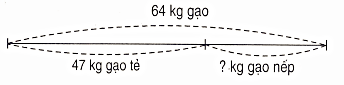 64 kg gạo
47 kg gạo tẻ ? kg gạo nếp